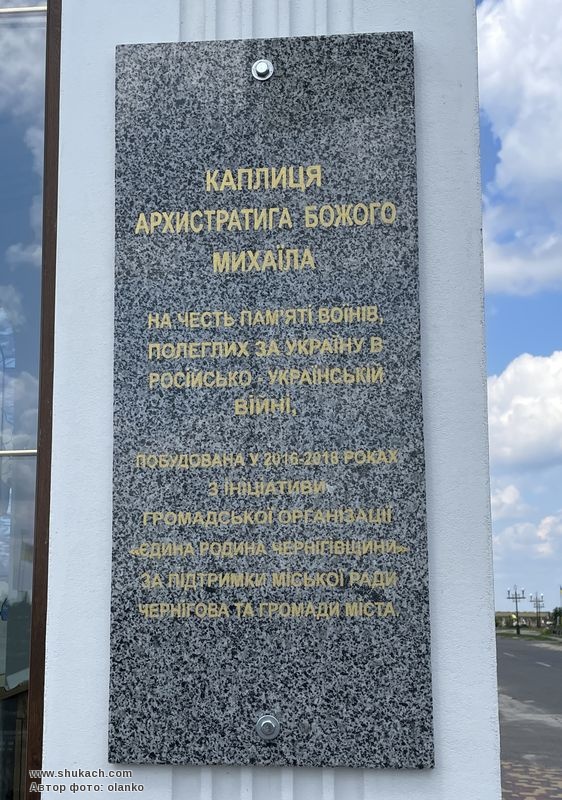 КАПЛИЦЯ
АРХИСТРАТИГА БОЖОГО
МИХАЇЛА
НА ЧЕСТЬ ПАМ'ЯТІ ВОЇНІВ,
ПОЛЕГЛИХ ЗА УКРАЇНУ В
РОСІЙСЬКО - УКРАЇНСЬКІЙ
ВІЙНІ,
ПОБУДОВАНА У 2016-2018 РОКАХ
З ІНІЦІАТИВИ
ГРОМАДСЬКОЇ ОРГАНІЗАЦІЇ
«ЄДИНА РОДИНА ЧЕРНІГІВЩИНИ»
ЗА ПІДТРИМКИ МІСЬКОЇ РАДИ
ЧЕРНІГОВА ТА ГРОМАДИ МІСТА
www.shukach.com
Автор фото: olanko